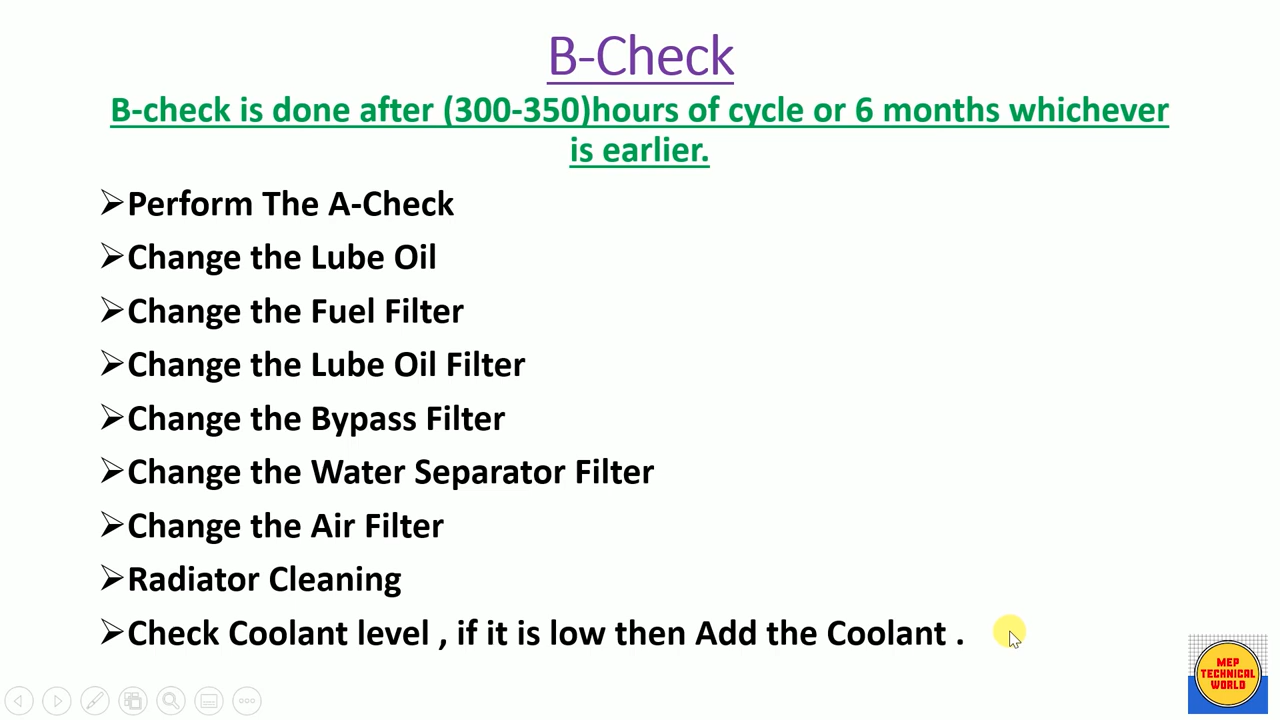 B-Check
B-check is done after (300-350)hours of cycle or 6 months whichever
is earlier.
➢Perform The A-Check
➢Change the Lube Oil
➢Change the Fuel Filter
➢Change the Lube Oil Filter
➢Change the Bypass Filter
➢Change the Water Separator Filter
➢Change the Air Filter
➢Radiator Cleaning
➢Check Coolant level , if it is low then Add the Coolant .
MEP
TECHNICAL
WORLD